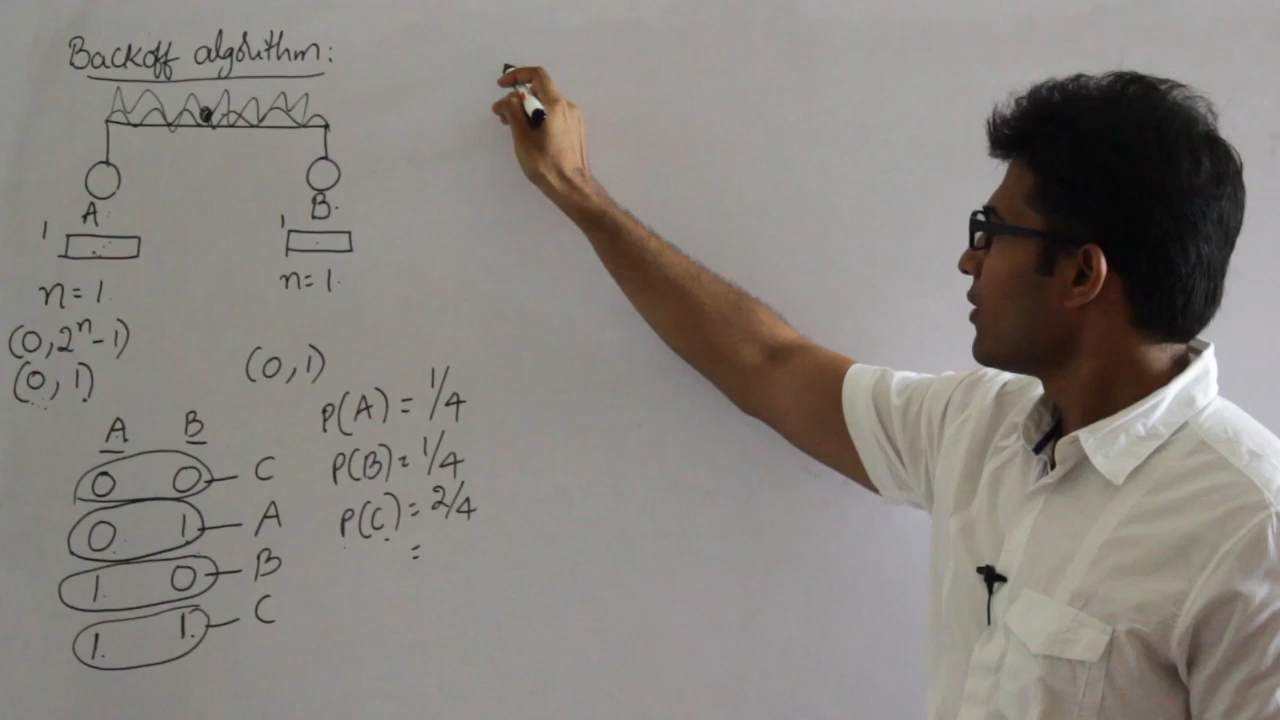 Backoff algorithm:
A B.
1 1
n=1. n=1.
(0,2ⁿ-1)
(0,1) (0,1)
A B
0 0 - C
0 1 - A
1. 0 - B
1. 1. - C
P(A) = 1/4
P(B) = 1/4
P(C) = 2/4
=